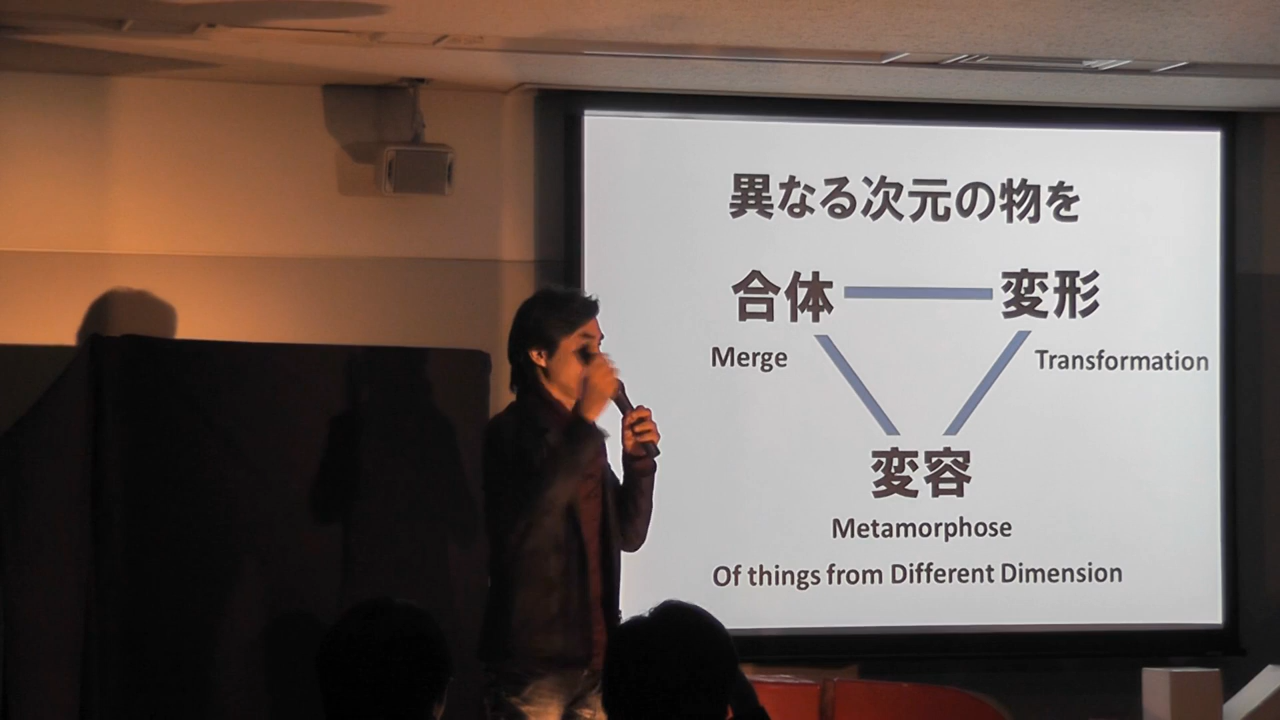 異なる次元の物を
合体 変形
Merge Transformation
変容
Metamorphose
Of things from Different Dimension